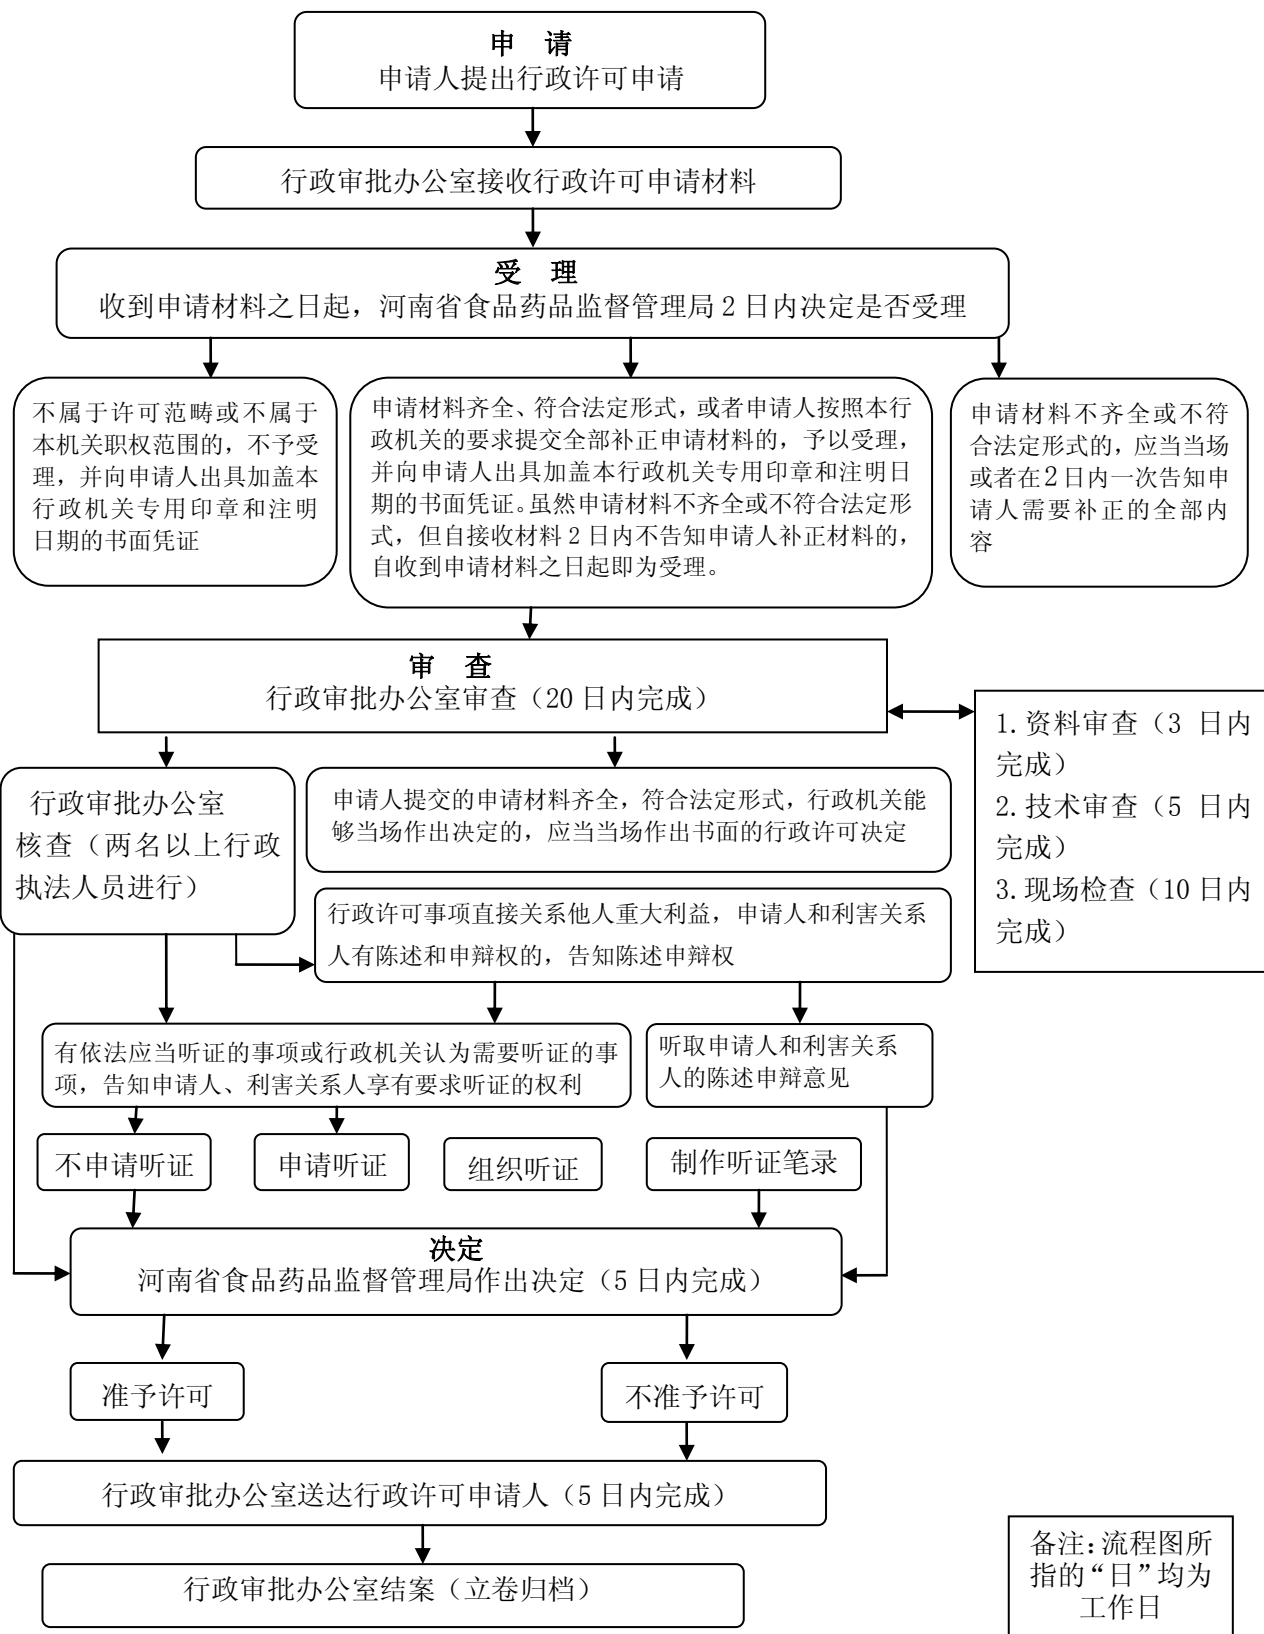 申 请
申请人提出行政许可申请
行政审批办公室接收行政许可申请材料
受 理
收到申请材料之日起，河南省食品药品监督管理局 2 日内决定是否受理
不属于许可范畴或不属于
本机关职权范围的，不予受
理，并向申请人出具加盖本
行政机关专用印章和注明
日期的书面凭证
申请材料齐全、符合法定形式，或者申请人按照本行
政机关的要求提交全部补正申请材料的，予以受理，
并向申请人出具加盖本行政机关专用印章和注明日
期的书面凭证。虽然申请材料不齐全或不符合法定形
式，但自接收材料 2 日内不告知申请人补正材料的，
自收到申请材料之日起即为受理。
申请材料不齐全或不符
合法定形式的，应当当场
或者在2日内一次告知申
请人需要补正的全部内
容
审 查
行政审批办公室审查（20 日内完成）
1.资料审查（3 日内
完成）
2.技术审查（5 日内
完成）
3.现场检查（10 日内
完成）
行政审批办公室
核查（两名以上行政
执法人员进行）
申请人提交的申请材料齐全，符合法定形式，行政机关能
够当场作出决定的，应当当场作出书面的行政许可决定
行政许可事项直接关系他人重大利益，申请人和利害关系
人有陈述和申辩权的，告知陈述申辩权
有依法应当听证的事项或行政机关认为需要听证的事
项，告知申请人、利害关系人享有要求听证的权利
听取申请人和利害关系
人的陈述申辩意见
不申请听证
申请听证
组织听证
制作听证笔录
决定
河南省食品药品监督管理局作出决定（5 日内完成）
准予许可
不准予许可
行政审批办公室送达行政许可申请人（5 日内完成）
行政审批办公室结案（立卷归档）
备注：流程图所
指的“日”均为
工作日